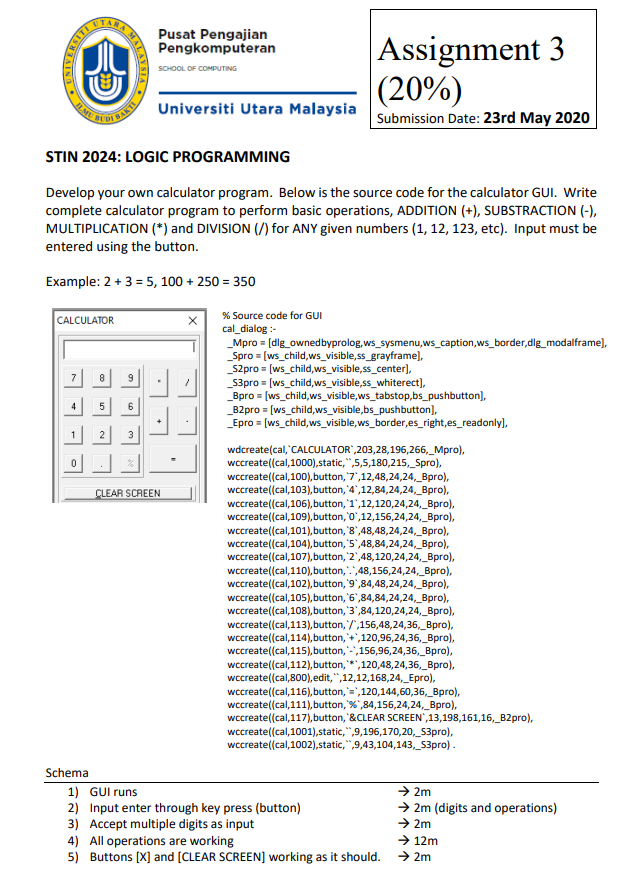 UNIVERSITI UTARA MALAYSIA
ILMU BUDI BAKTI
Pusat Pengajian
Pengkomputeran
SCHOOL OF COMPUTING
Universiti Utara Malaysia
Assignment 3
(20%)
Submission Date: 23rd May 2020
STIN 2024: LOGIC PROGRAMMING
Develop your own calculator program. Below is the source code for the calculator GUI. Write
complete calculator program to perform basic operations, ADDITION (+), SUBSTRACTION (-),
MULTIPLICATION (*) and DIVISION (/) for ANY given numbers (1, 12, 123, etc). Input must be
entered using the button.
Example: 2 + 3 = 5, 100 + 250 = 350
CALCULATOR X
7 8 9 * /
4 5 6
+ -
1 2 3
0 . % =
CLEAR SCREEN
% Source code for GUI
cal_dialog :-
_Mpro = [dlg_ownedbyprolog,ws_sysmenu,ws_caption,ws_border,dlg_modalframe],
_Spro = [ws_child,ws_visible,ss_grayframe],
_S2pro = [ws_child,ws_visible,ss_center],
_S3pro = [ws_child,ws_visible,ss_whiterect],
_Bpro = [ws_child,ws_visible,ws_tabstop,bs_pushbutton],
_B2pro = [ws_child,ws_visible,bs_pushbutton],
_Epro = [ws_child,ws_visible,ws_border,es_right,es_readonly],
wdcreate(cal,`CALCULATOR`,203,28,196,266,_Mpro),
wccreate((cal,1000),static,``,5,5,180,215,_Spro),
wccreate((cal,100),button,`7`,12,48,24,24,_Bpro),
wccreate((cal,103),button,`4`,12,84,24,24,_Bpro),
wccreate((cal,106),button,`1`,12,120,24,24,_Bpro),
wccreate((cal,109),button,`0`,12,156,24,24,_Bpro),
wccreate((cal,101),button,`8`,48,48,24,24,_Bpro),
wccreate((cal,104),button,`5`,48,84,24,24,_Bpro),
wccreate((cal,107),button,`2`,48,120,24,24,_Bpro),
wccreate((cal,110),button,`.`,48,156,24,24,_Bpro),
wccreate((cal,102),button,`9`,84,48,24,24,_Bpro),
wccreate((cal,105),button,`6`,84,84,24,24,_Bpro),
wccreate((cal,108),button,`3`,84,120,24,24,_Bpro),
wccreate((cal,113),button,`/`,156,48,24,36,_Bpro),
wccreate((cal,114),button,`+`,120,96,24,36,_Bpro),
wccreate((cal,115),button,`-`,156,96,24,36,_Bpro),
wccreate((cal,112),button,`*`,120,48,24,36,_Bpro),
wccreate((cal,800),edit,``,12,12,168,24,_Epro),
wccreate((cal,116),button,`=`,120,144,60,36,_Bpro),
wccreate((cal,111),button,`%`,84,156,24,24,_Bpro),
wccreate((cal,117),button,`&CLEAR SCREEN`,13,198,161,16,_B2pro),
wccreate((cal,1001),static,``,9,196,170,20,_S3pro),
wccreate((cal,1002),static,``,9,43,104,143,_S3pro) .
Schema
1) GUI runs → 2m
2) Input enter through key press (button) → 2m (digits and operations)
3) Accept multiple digits as input → 2m
4) All operations are working → 12m
5) Buttons [X] and [CLEAR SCREEN] working as it should. → 2m